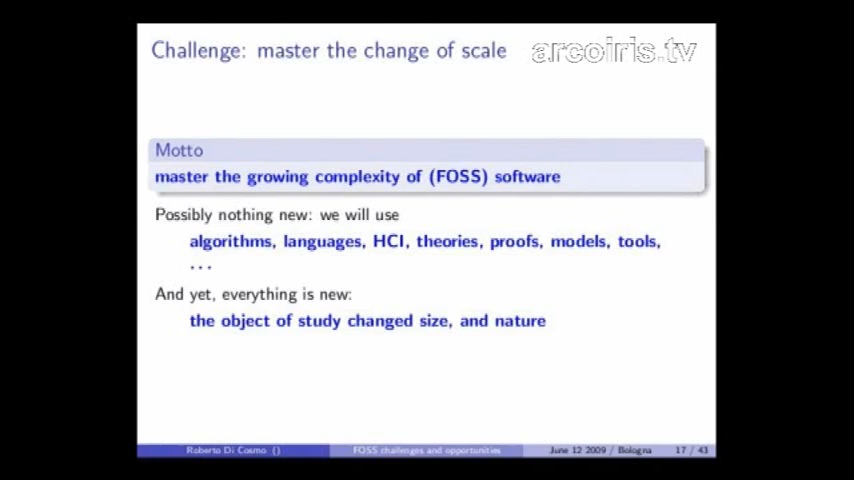 Challenge: master the change of scale
arcoiris.tv
Motto
master the growing complexity of (FOSS) software
Possibly nothing new: we will use
algorithms, languages, HCI, theories, proofs, models, tools,
...
And yet, everything is new:
the object of study changed size, and nature
Roberto Di Cosmo ()
FOSS challenges and opportunities
June 12 2009 / Bologna
17 / 43